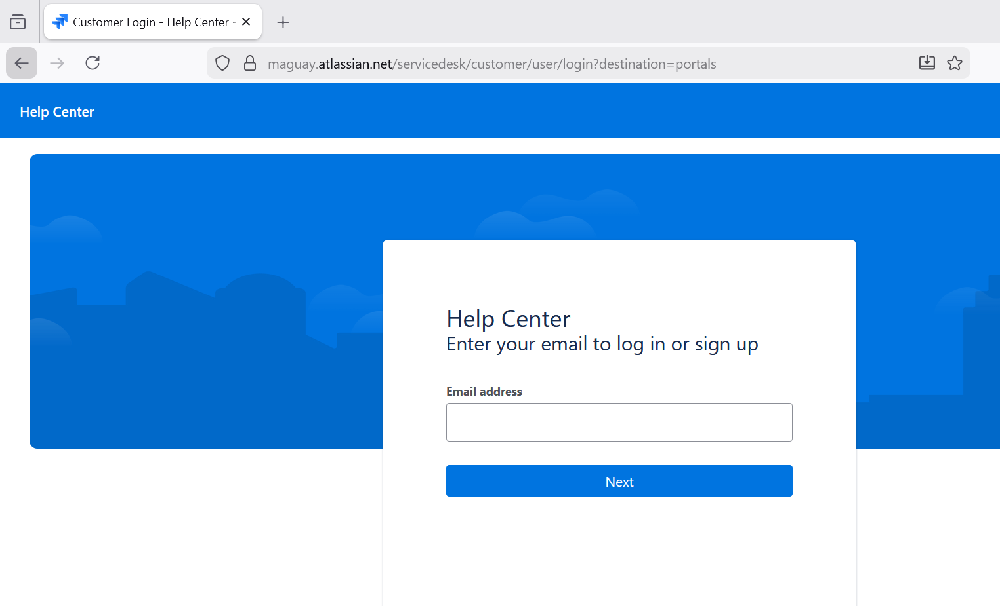 Customer Login - Help Center -
maguay.atlassian.net/servicedesk/customer/user/login?destination=portals
Help Center
Help Center
Enter your email to log in or sign up
Email address
Next